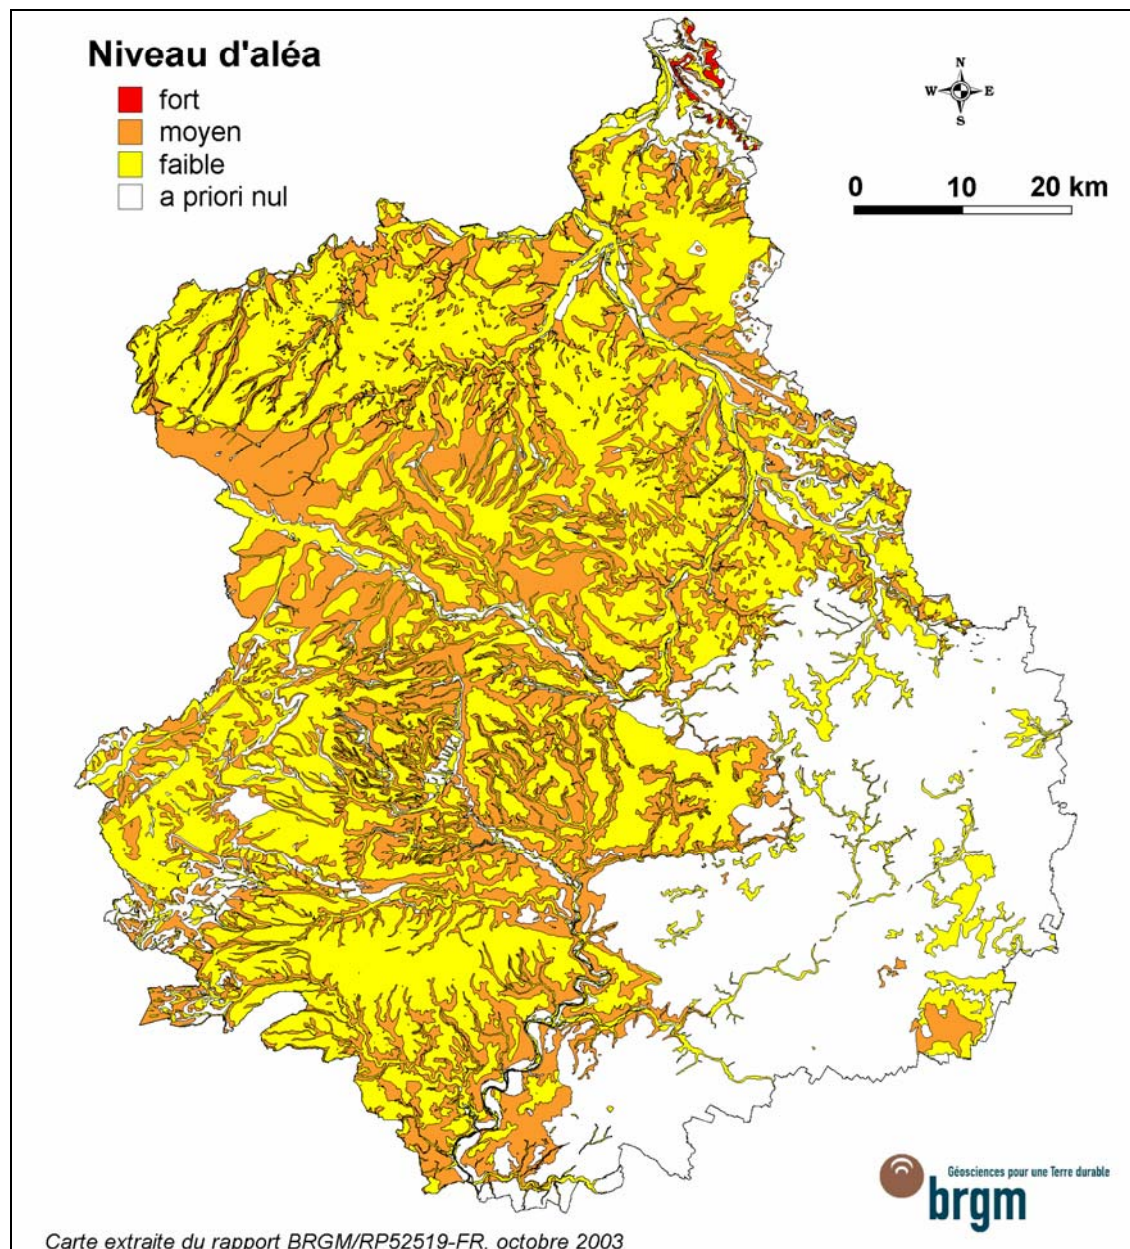 Niveau d'aléa
fort
moyen
faible
a priori nul
N
W E
S
0 10 20 km
Géosciences pour une Terre durable
brgm
Carte extraite du rapport BRGM/RP52519-FR, octobre 2003